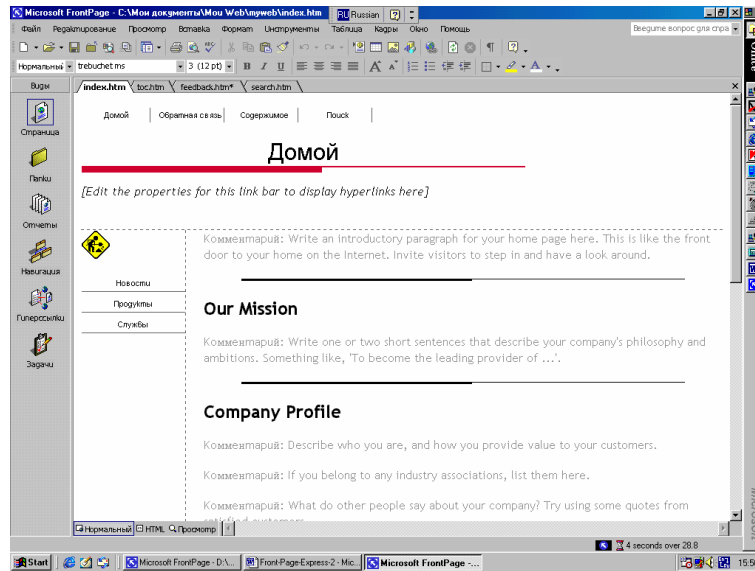 Microsoft FrontPage - C:\Мои документы\Мои Web\myweb\index.htm
RU Russian
Файл Редактирование Просмотр Вставка Формат Инструменты Таблица Кадры Окно Помощь
Введите вопрос для справ
Нормальный trebuchet ms 3 (12 pt)
Виды
index.htm toc.htm feedback.htm* search.htm
Домой Обратная связь Содержимое Поиск
Домой
[Edit the properties for this link bar to display hyperlinks here]
Страница
Папки
Отчеты
Навигация
Гиперссылки
Задачи
Новости
Продукты
Службы
Комментарий: Write an introductory paragraph for your home page here. This is like the front
door to your home on the Internet. Invite visitors to step in and have a look around.
Our Mission
Комментарий: Write one or two short sentences that describe your company's philosophy and
ambitions. Something like, 'To become the leading provider of ...'.
Company Profile
Комментарий: Describe who you are, and how you provide value to your customers.
Комментарий: If you belong to any industry associations, list them here.
Комментарий: What do other people say about your company? Try using some quotes from
satisfied customers.
Нормальный HTML Просмотр
4 seconds over 28.8
Start Microsoft FrontPage - D:\... Front-Page-Express-2 - Mic... Microsoft FrontPage -...